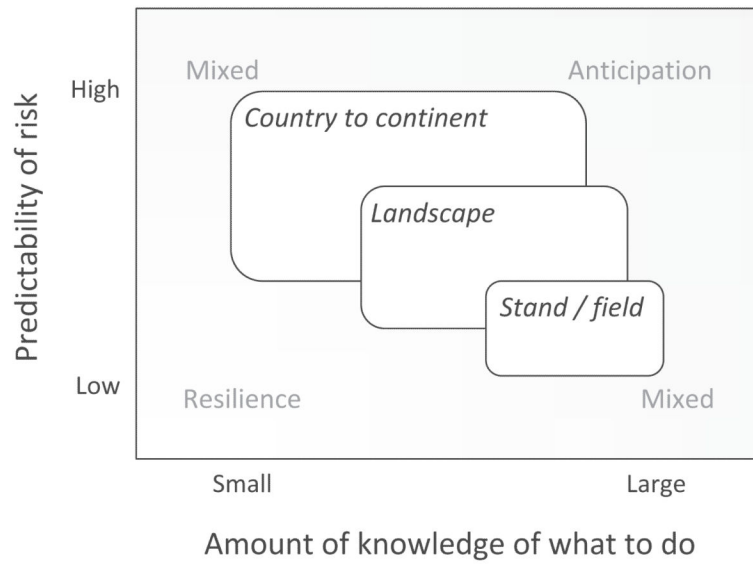 Mixed
Anticipation
High
Country to continent
Landscape
Stand / field
Predictability of risk
Low
Resilience
Mixed
Small
Large
Amount of knowledge of what to do